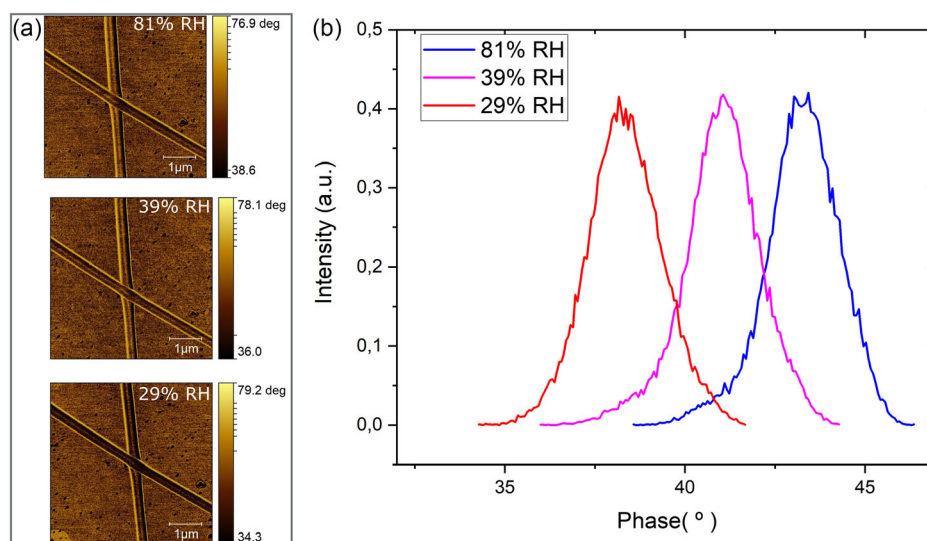 (a)
81% RH
76.9 deg
38.6
1µm
39% RH
78.1 deg
36.0
1µm
29% RH
79.2 deg
34.3
1µm
(b)
0,5
0,4
0,3
0,2
0,1
0,0
Intensity (a.u.)
81% RH
39% RH
29% RH
35 40 45
Phase( º )